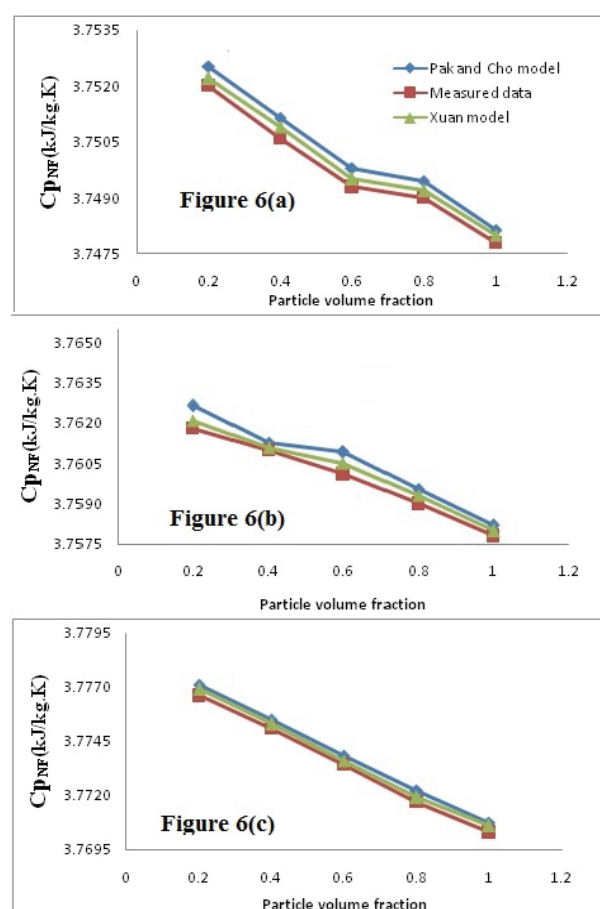 3.7535
3.7520
3.7505
3.7490
3.7475
Cp_NF(kJ/kg.K)
Pak and Cho model
Measured data
Xuan model
Figure 6(a)
0 0.2 0.4 0.6 0.8 1 1.2
Particle volume fraction
3.7650
3.7635
3.7620
3.7605
3.7590
3.7575
Cp_NF(kJ/kg.K)
Figure 6(b)
0 0.2 0.4 0.6 0.8 1 1.2
Particle volume fraction
3.7795
3.7770
3.7745
3.7720
3.7695
Cp_NF(kJ/kg.K)
Figure 6(c)
0 0.2 0.4 0.6 0.8 1 1.2
Particle volume fraction